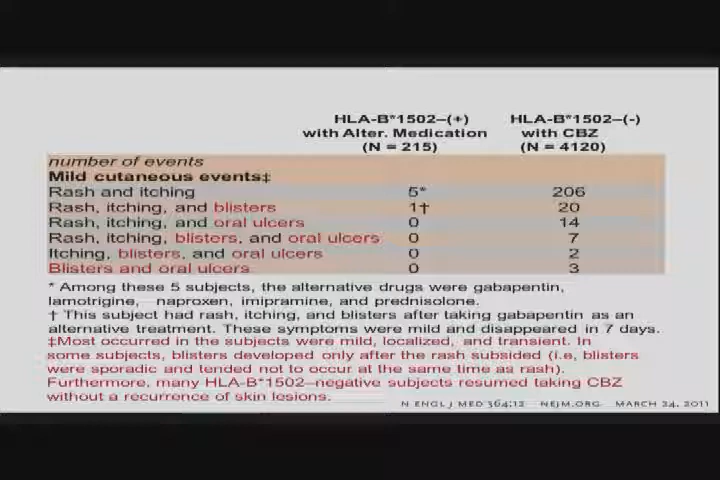 HLA-B*1502–(+) HLA-B*1502–(-)
with Alter. Medication with CBZ
(N = 215) (N = 4120)
number of events
Mild cutaneous events‡
Rash and itching 5* 206
Rash, itching, and blisters 1† 20
Rash, itching, and oral ulcers 0 14
Rash, itching, blisters, and oral ulcers 0 7
Itching, blisters, and oral ulcers 0 2
Blisters and oral ulcers 0 3
* Among these 5 subjects, the alternative drugs were gabapentin,
lamotrigine, naproxen, imipramine, and prednisolone.
† This subject had rash, itching, and blisters after taking gabapentin as an
alternative treatment. These symptoms were mild and disappeared in 7 days.
‡Most occurred in the subjects were mild, localized, and transient. In
some subjects, blisters developed only after the rash subsided (i.e, blisters
were sporadic and tended not to occur at the same time as rash).
Furthermore, many HLA-B*1502–negative subjects resumed taking CBZ
without a recurrence of skin lesions.
N ENGL J MED 364;12 NEJM.ORG MARCH 24, 2011